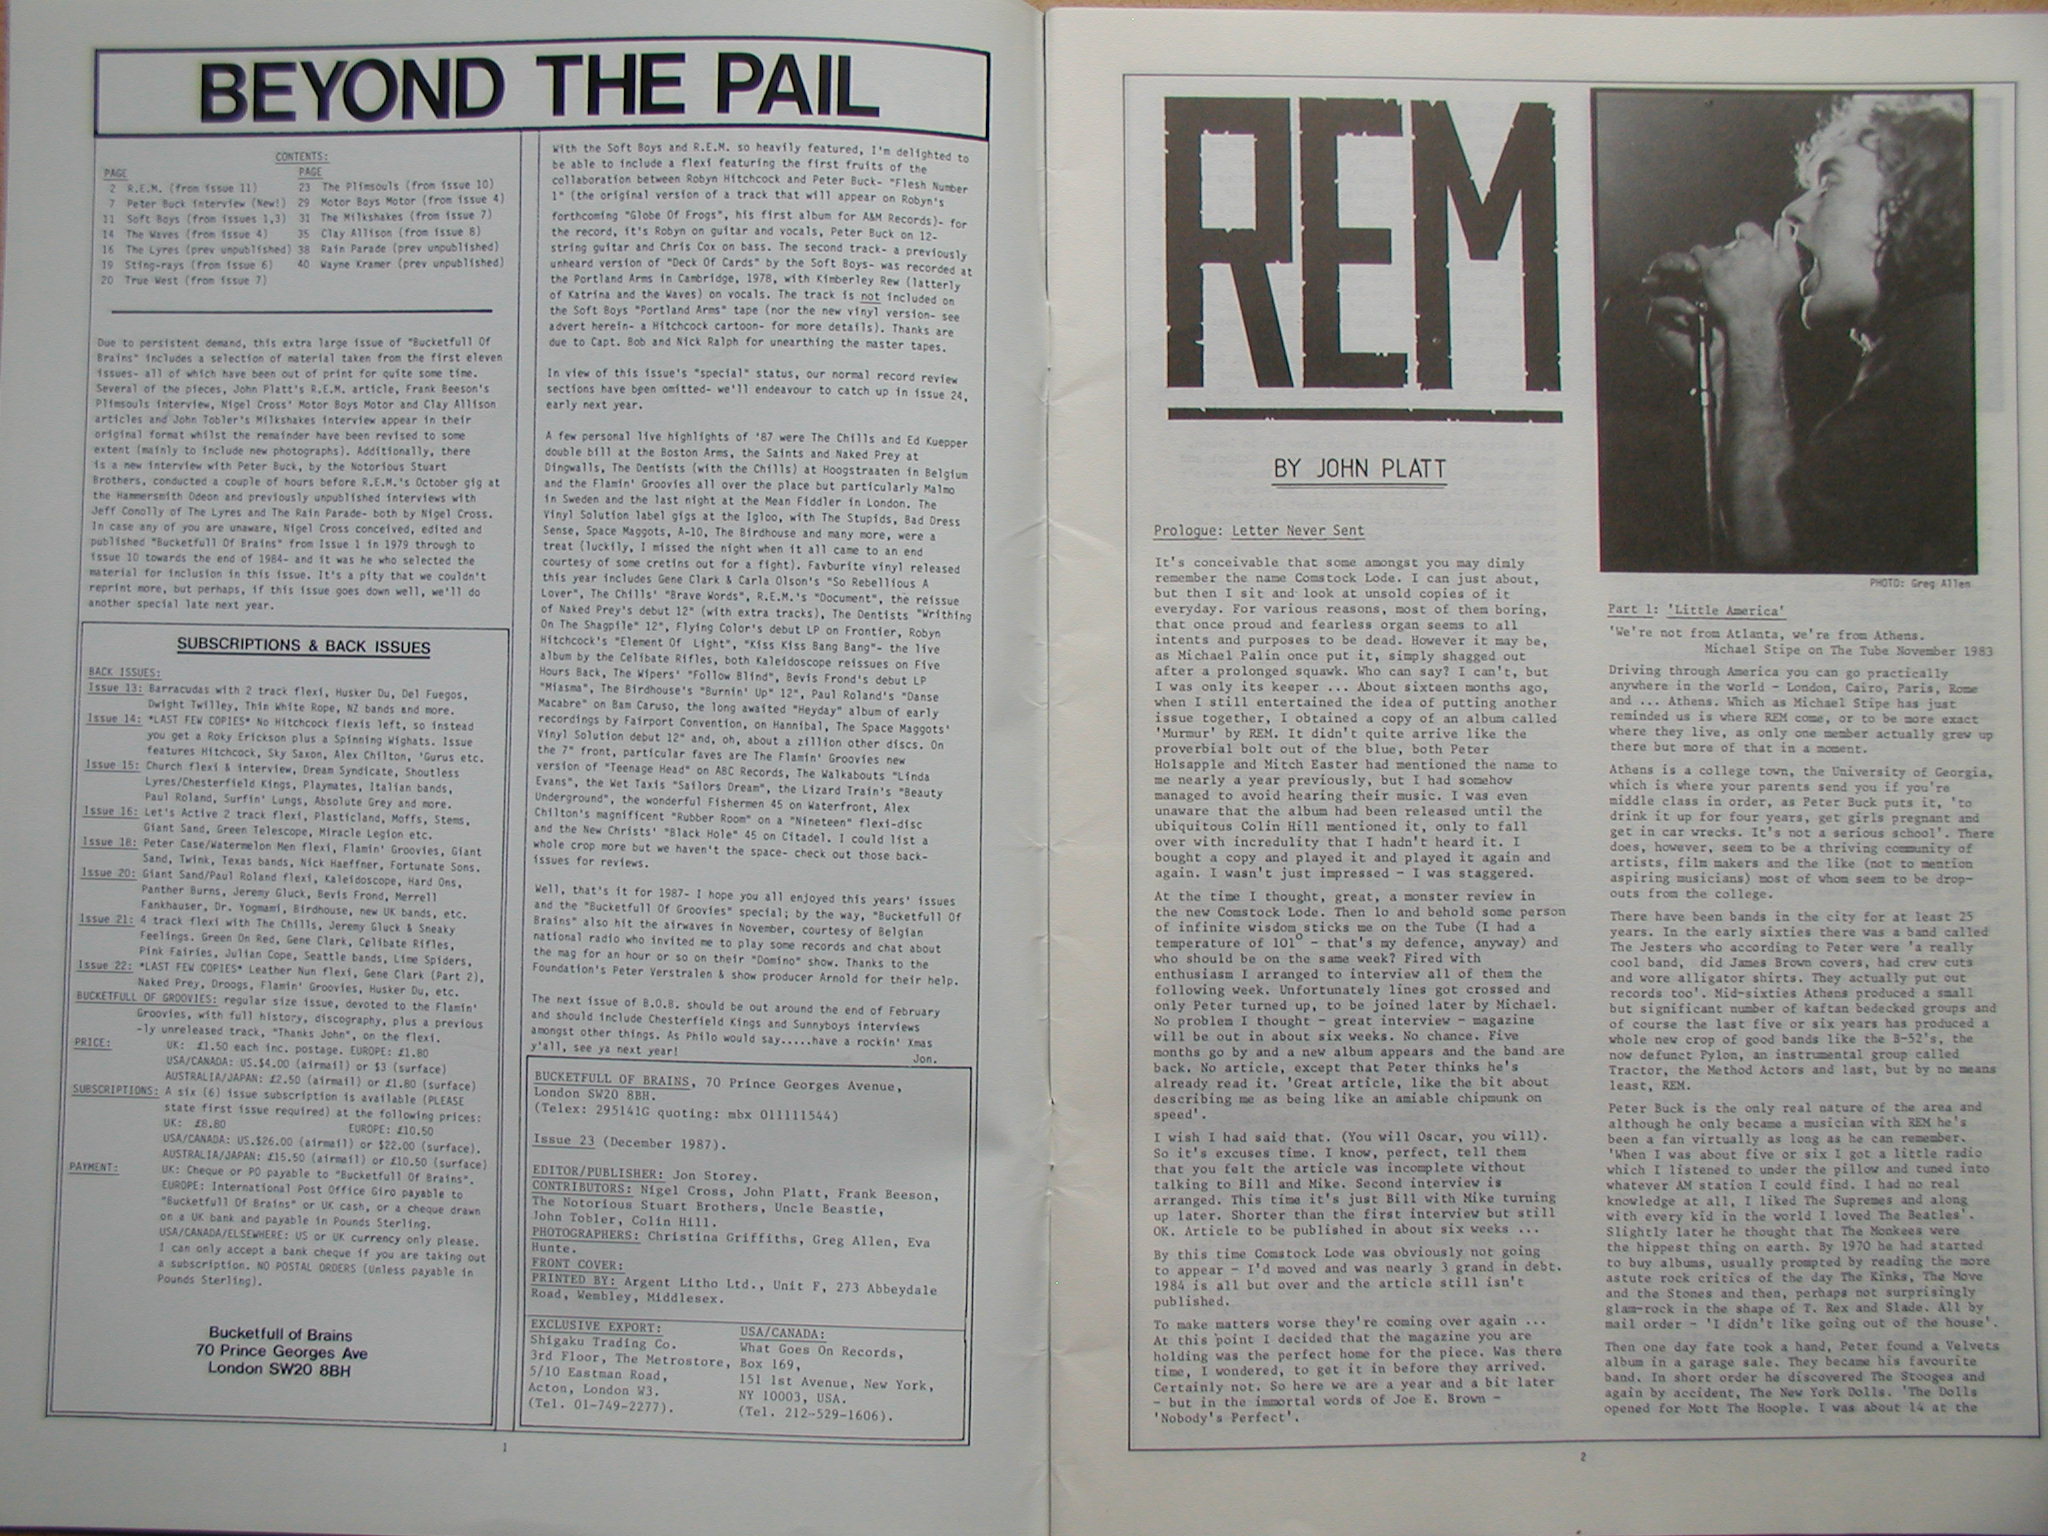 BEYOND THE PAIL
CONTENTS:
PAGE
2 R.E.M. (from issue 11)
7 Peter Buck interview (New!)
11 Soft Boys (from issues 1,3)
14 The Waves (from issue 4)
16 The Lyres (prev unpublished)
19 Sting-rays (from issue 6)
20 True West (from issue 7)
PAGE
23 The Plimsouls (from issue 10)
29 Motor Boys Motor (from issue 4)
31 The Milkshakes (from issue 7)
35 Clay Allison (from issue 8)
38 Rain Parade (prev unpublished)
40 Wayne Kramer (prev unpublished)
Due to persistent demand, this extra large issue of "Bucketfull Of
Brains" includes a selection of material taken from the first eleven
issues- all of which have been out of print for quite some time.
Several of the pieces, John Platt's R.E.M. article, Frank Beeson's
Plimsouls interview, Nigel Cross' Motor Boys Motor and Clay Allison
articles and John Tobler's Milkshakes interview appear in their
original format whilst the remainder have been revised to some
extent (mainly to include new photographs). Additionally, there
is a new interview with Peter Buck, by the Notorious Stuart
Brothers, conducted a couple of hours before R.E.M.'s October gig at
the Hammersmith Odeon and previously unpublished interviews with
Jeff Conolly of The Lyres and The Rain Parade- both by Nigel Cross.
In case any of you are unaware, Nigel Cross conceived, edited and
published "Bucketfull Of Brains" from Issue 1 in 1979 through to
issue 10 towards the end of 1984- and it was he who selected the
material for inclusion in this issue. It's a pity that we couldn't
reprint more, but perhaps, if this issue goes down well, we'll do
another special late next year.
SUBSCRIPTIONS & BACK ISSUES
BACK ISSUES:
Issue 13: Barracudas with 2 track flexi, Husker Du, Del Fuegos,
Dwight Twilley, Thin White Rope, NZ bands and more.
Issue 14: *LAST FEW COPIES* No Hitchcock flexis left, so instead
you get a Roky Erickson plus a Spinning Wighats. Issue
features Hitchcock, Sky Saxon, Alex Chilton, 'Gurus etc.
Issue 15: Church flexi & interview, Dream Syndicate, Shoutless
Lyres/Chesterfield Kings, Playmates, Italian bands,
Paul Roland, Surfin' Lungs, Absolute Grey and more.
Issue 16: Let's Active 2 track flexi, Plasticland, Moffs, Stems,
Giant Sand, Green Telescope, Miracle Legion etc.
Issue 18: Peter Case/Watermelon Men flexi, Flamin' Groovies, Giant
Sand, Twink, Texas bands, Nick Haeffner, Fortunate Sons.
Issue 20: Giant Sand/Paul Roland flexi, Kaleidoscope, Hard Ons,
Panther Burns, Jeremy Gluck, Bevis Frond, Merrell
Fankhauser, Dr. Yogmami, Birdhouse, new UK bands, etc.
Issue 21: 4 track flexi with The Chills, Jeremy Gluck & Sneaky
Feelings. Green On Red, Gene Clark, Celibate Rifles,
Pink Fairies, Julian Cope, Seattle bands, Lime Spiders,
Issue 22: *LAST FEW COPIES* Leather Nun flexi, Gene Clark (Part 2),
Naked Prey, Droogs, Flamin' Groovies, Husker Du, etc.
BUCKETFULL OF GROOVIES: regular size issue, devoted to the Flamin'
Groovies, with full history, discography, plus a previous
-ly unreleased track, "Thanks John", on the flexi.
PRICE: UK: £1.50 each inc. postage. EUROPE: £1.80
USA/CANADA: US.$4.00 (airmail) or $3 (surface)
AUSTRALIA/JAPAN: £2.50 (airmail) or £1.80 (surface)
SUBSCRIPTIONS: A six (6) issue subscription is available (PLEASE
state first issue required) at the following prices:
UK: £8.80 EUROPE: £10.50
USA/CANADA: US.$26.00 (airmail) or $22.00 (surface).
AUSTRALIA/JAPAN: £15.50 (airmail) or £10.50 (surface)
PAYMENT: UK: Cheque or PO payable to "Bucketfull Of Brains".
EUROPE: International Post Office Giro payable to
"Bucketfull Of Brains" or UK cash, or a cheque drawn
on a UK bank and payable in Pounds Sterling.
USA/CANADA/ELSEWHERE: US or UK currency only please.
I can only accept a bank cheque if you are taking out
a subscription. NO POSTAL ORDERS (Unless payable in
Pounds Sterling).
Bucketfull of Brains
70 Prince Georges Ave
London SW20 8BH
With the Soft Boys and R.E.M. so heavily featured, I'm delighted to
be able to include a flexi featuring the first fruits of the
collaboration between Robyn Hitchcock and Peter Buck- "Flesh Number
1" (the original version of a track that will appear on Robyn's
forthcoming "Globe Of Frogs", his first album for A&M Records)- for
the record, it's Robyn on guitar and vocals, Peter Buck on 12-
string guitar and Chris Cox on bass. The second track- a previously
unheard version of "Deck Of Cards" by the Soft Boys- was recorded at
the Portland Arms in Cambridge, 1978, with Kimberley Rew (latterly
of Katrina and the Waves) on vocals. The track is not included on
the Soft Boys "Portland Arms" tape (nor the new vinyl version- see
advert herein- a Hitchcock cartoon- for more details). Thanks are
due to Capt. Bob and Nick Ralph for unearthing the master tapes.
In view of this issue's "special" status, our normal record review
sections have been omitted- we'll endeavour to catch up in issue 24,
early next year.
A few personal live highlights of '87 were The Chills and Ed Kuepper
double bill at the Boston Arms, the Saints and Naked Prey at
Dingwalls, The Dentists (with the Chills) at Hoogstraaten in Belgium
and the Flamin' Groovies all over the place but particularly Malmo
in Sweden and the last night at the Mean Fiddler in London. The
Vinyl Solution label gigs at the Igloo, with The Stupids, Bad Dress
Sense, Space Maggots, A-10, The Birdhouse and many more, were a
treat (luckily, I missed the night when it all came to an end
courtesy of some cretins out for a fight). Favburite vinyl released
this year includes Gene Clark & Carla Olson's "So Rebellious A
Lover", The Chills' "Brave Words", R.E.M.'s "Document", the reissue
of Naked Prey's debut 12" (with extra tracks), The Dentists "Writhing
On The Shagpile" 12", Flying Color's debut LP on Frontier, Robyn
Hitchcock's "Element Of Light", "Kiss Kiss Bang Bang"- the live
album by the Celibate Rifles, both Kaleidoscope reissues on Five
Hours Back, The Wipers' "Follow Blind", Bevis Frond's debut LP
"Miasma", The Birdhouse's "Burnin' Up" 12", Paul Roland's "Danse
Macabre" on Bam Caruso, the long awaited "Heyday" album of early
recordings by Fairport Convention, on Hannibal, The Space Maggots'
Vinyl Solution debut 12" and, oh, about a zillion other discs. On
the 7" front, particular faves are The Flamin' Groovies new
version of "Teenage Head" on ABC Records, The Walkabouts "Linda
Evans", the Wet Taxis "Sailors Dream", the Lizard Train's "Beauty
Underground", the wonderful Fishermen 45 on Waterfront, Alex
Chilton's magnificent "Rubber Room" on a "Nineteen" flexi-disc
and the New Christs' "Black Hole" 45 on Citadel. I could list a
whole crop more but we haven't the space- check out those back-
issues for reviews.
Well, that's it for 1987- I hope you all enjoyed this years' issues
and the "Bucketfull Of Groovies" special; by the way, "Bucketfull Of
Brains" also hit the airwaves in November, courtesy of Belgian
national radio who invited me to play some records and chat about
the mag for an hour or so on their "Domino" show. Thanks to the
Foundation's Peter Verstralen & show producer Arnold for their help.
The next issue of B.O.B. should be out around the end of February
and should include Chesterfield Kings and Sunnyboys interviews
amongst other things. As Philo would say.....have a rockin' Xmas
y'all, see ya next year!
Jon.
BUCKETFULL OF BRAINS, 70 Prince Georges Avenue,
London SW20 8BH.
(Telex: 295141G quoting: mbx 011111544)
Issue 23 (December 1987).
EDITOR/PUBLISHER: Jon Storey.
CONTRIBUTORS: Nigel Cross, John Platt, Frank Beeson,
The Notorious Stuart Brothers, Uncle Beastie,
John Tobler, Colin Hill.
PHOTOGRAPHERS: Christina Griffiths, Greg Allen, Eva
Hunte.
FRONT COVER:
PRINTED BY: Argent Litho Ltd., Unit F, 273 Abbeydale
Road, Wembley, Middlesex.
EXCLUSIVE EXPORT:
Shigaku Trading Co.
3rd Floor, The Metrostore,
5/10 Eastman Road,
Acton, London W3.
(Tel. 01-749-2277).
USA/CANADA:
What Goes On Records,
Box 169,
151 1st Avenue, New York,
NY 10003, USA.
(Tel. 212-529-1606).
1
REM
BY JOHN PLATT
Prologue: Letter Never Sent
It's conceivable that some amongst you may dimly
remember the name Comstock Lode. I can just about,
but then I sit and look at unsold copies of it
everyday. For various reasons, most of them boring,
that once proud and fearless organ seems to all
intents and purposes to be dead. However it may be,
as Michael Palin once put it, simply shagged out
after a prolonged squawk. Who can say? I can't, but
I was only its keeper ... About sixteen months ago,
when I still entertained the idea of putting another
issue together, I obtained a copy of an album called
'Murmur' by REM. It didn't quite arrive like the
proverbial bolt out of the blue, both Peter
Holsapple and Mitch Easter had mentioned the name to
me nearly a year previously, but I had somehow
managed to avoid hearing their music. I was even
unaware that the album had been released until the
ubiquitous Colin Hill mentioned it, only to fall
over with incredulity that I hadn't heard it. I
bought a copy and played it and played it again and
again. I wasn't just impressed - I was staggered.
At the time I thought, great, a monster review in
the new Comstock Lode. Then lo and behold some person
of infinite wisdom sticks me on the Tube (I had a
temperature of 101° - that's my defence, anyway) and
who should be on the same week? Fired with
enthusiasm I arranged to interview all of them the
following week. Unfortunately lines got crossed and
only Peter turned up, to be joined later by Michael.
No problem I thought - great interview - magazine
will be out in about six weeks. No chance. Five
months go by and a new album appears and the band are
back. No article, except that Peter thinks he's
already read it. 'Great article, like the bit about
describing me as being like an amiable chipmunk on
speed'.
I wish I had said that. (You will Oscar, you will).
So it's excuses time. I know, perfect, tell them
that you felt the article was incomplete without
talking to Bill and Mike. Second interview is
arranged. This time it's just Bill with Mike turning
up later. Shorter than the first interview but still
OK. Article to be published in about six weeks ...
By this time Comstock Lode was obviously not going
to appear - I'd moved and was nearly 3 grand in debt.
1984 is all but over and the article still isn't
published.
To make matters worse they're coming over again ...
At this point I decided that the magazine you are
holding was the perfect home for the piece. Was there
time, I wondered, to get it in before they arrived.
Certainly not. So here we are a year and a bit later
- but in the immortal words of Joe E. Brown -
'Nobody's Perfect'.
PHOTO: Greg Allen
Part 1: 'Little America'
'We're not from Atlanta, we're from Athens.
Michael Stipe on The Tube November 1983
Driving through America you can go practically
anywhere in the world - London, Cairo, Paris, Rome
and ... Athens. Which as Michael Stipe has just
reminded us is where REM come, or to be more exact
where they live, as only one member actually grew up
there but more of that in a moment.
Athens is a college town, the University of Georgia,
which is where your parents send you if you're
middle class in order, as Peter Buck puts it, 'to
drink it up for four years, get girls pregnant and
get in car wrecks. It's not a serious school'. There
does, however, seem to be a thriving community of
artists, film makers and the like (not to mention
aspiring musicians) most of whom seem to be drop-
outs from the college.
There have been bands in the city for at least 25
years. In the early sixties there was a band called
The Jesters who according to Peter were 'a really
cool band, did James Brown covers, had crew cuts
and wore alligator shirts. They actually put out
records too'. Mid-sixties Athens produced a small
but significant number of kaftan bedecked groups and
of course the last five or six years has produced a
whole new crop of good bands like the B-52's, the
now defunct Pylon, an instrumental group called
Tractor, the Method Actors and last, but by no means
least, REM.
Peter Buck is the only real nature of the area and
although he only became a musician with REM he's
been a fan virtually as long as he can remember.
'When I was about five or six I got a little radio
which I listened to under the pillow and tuned into
whatever AM station I could find. I had no real
knowledge at all, I liked The Supremes and along
with every kid in the world I loved The Beatles'.
Slightly later he thought that The Monkees were
the hippest thing on earth. By 1970 he had started
to buy albums, usually prompted by reading the more
astute rock critics of the day The Kinks, The Move
and the Stones and then, perhaps not surprisingly
glam-rock in the shape of T. Rex and Slade. All by
mail order - 'I didn't like going out of the house'.
Then one day fate took a hand, Peter found a Velvets
album in a garage sale. They became his favourite
band. In short order he discovered The Stooges and
again by accident, The New York Dolls. 'The Dolls
opened for Mott The Hoople. I was about 14 at the
2